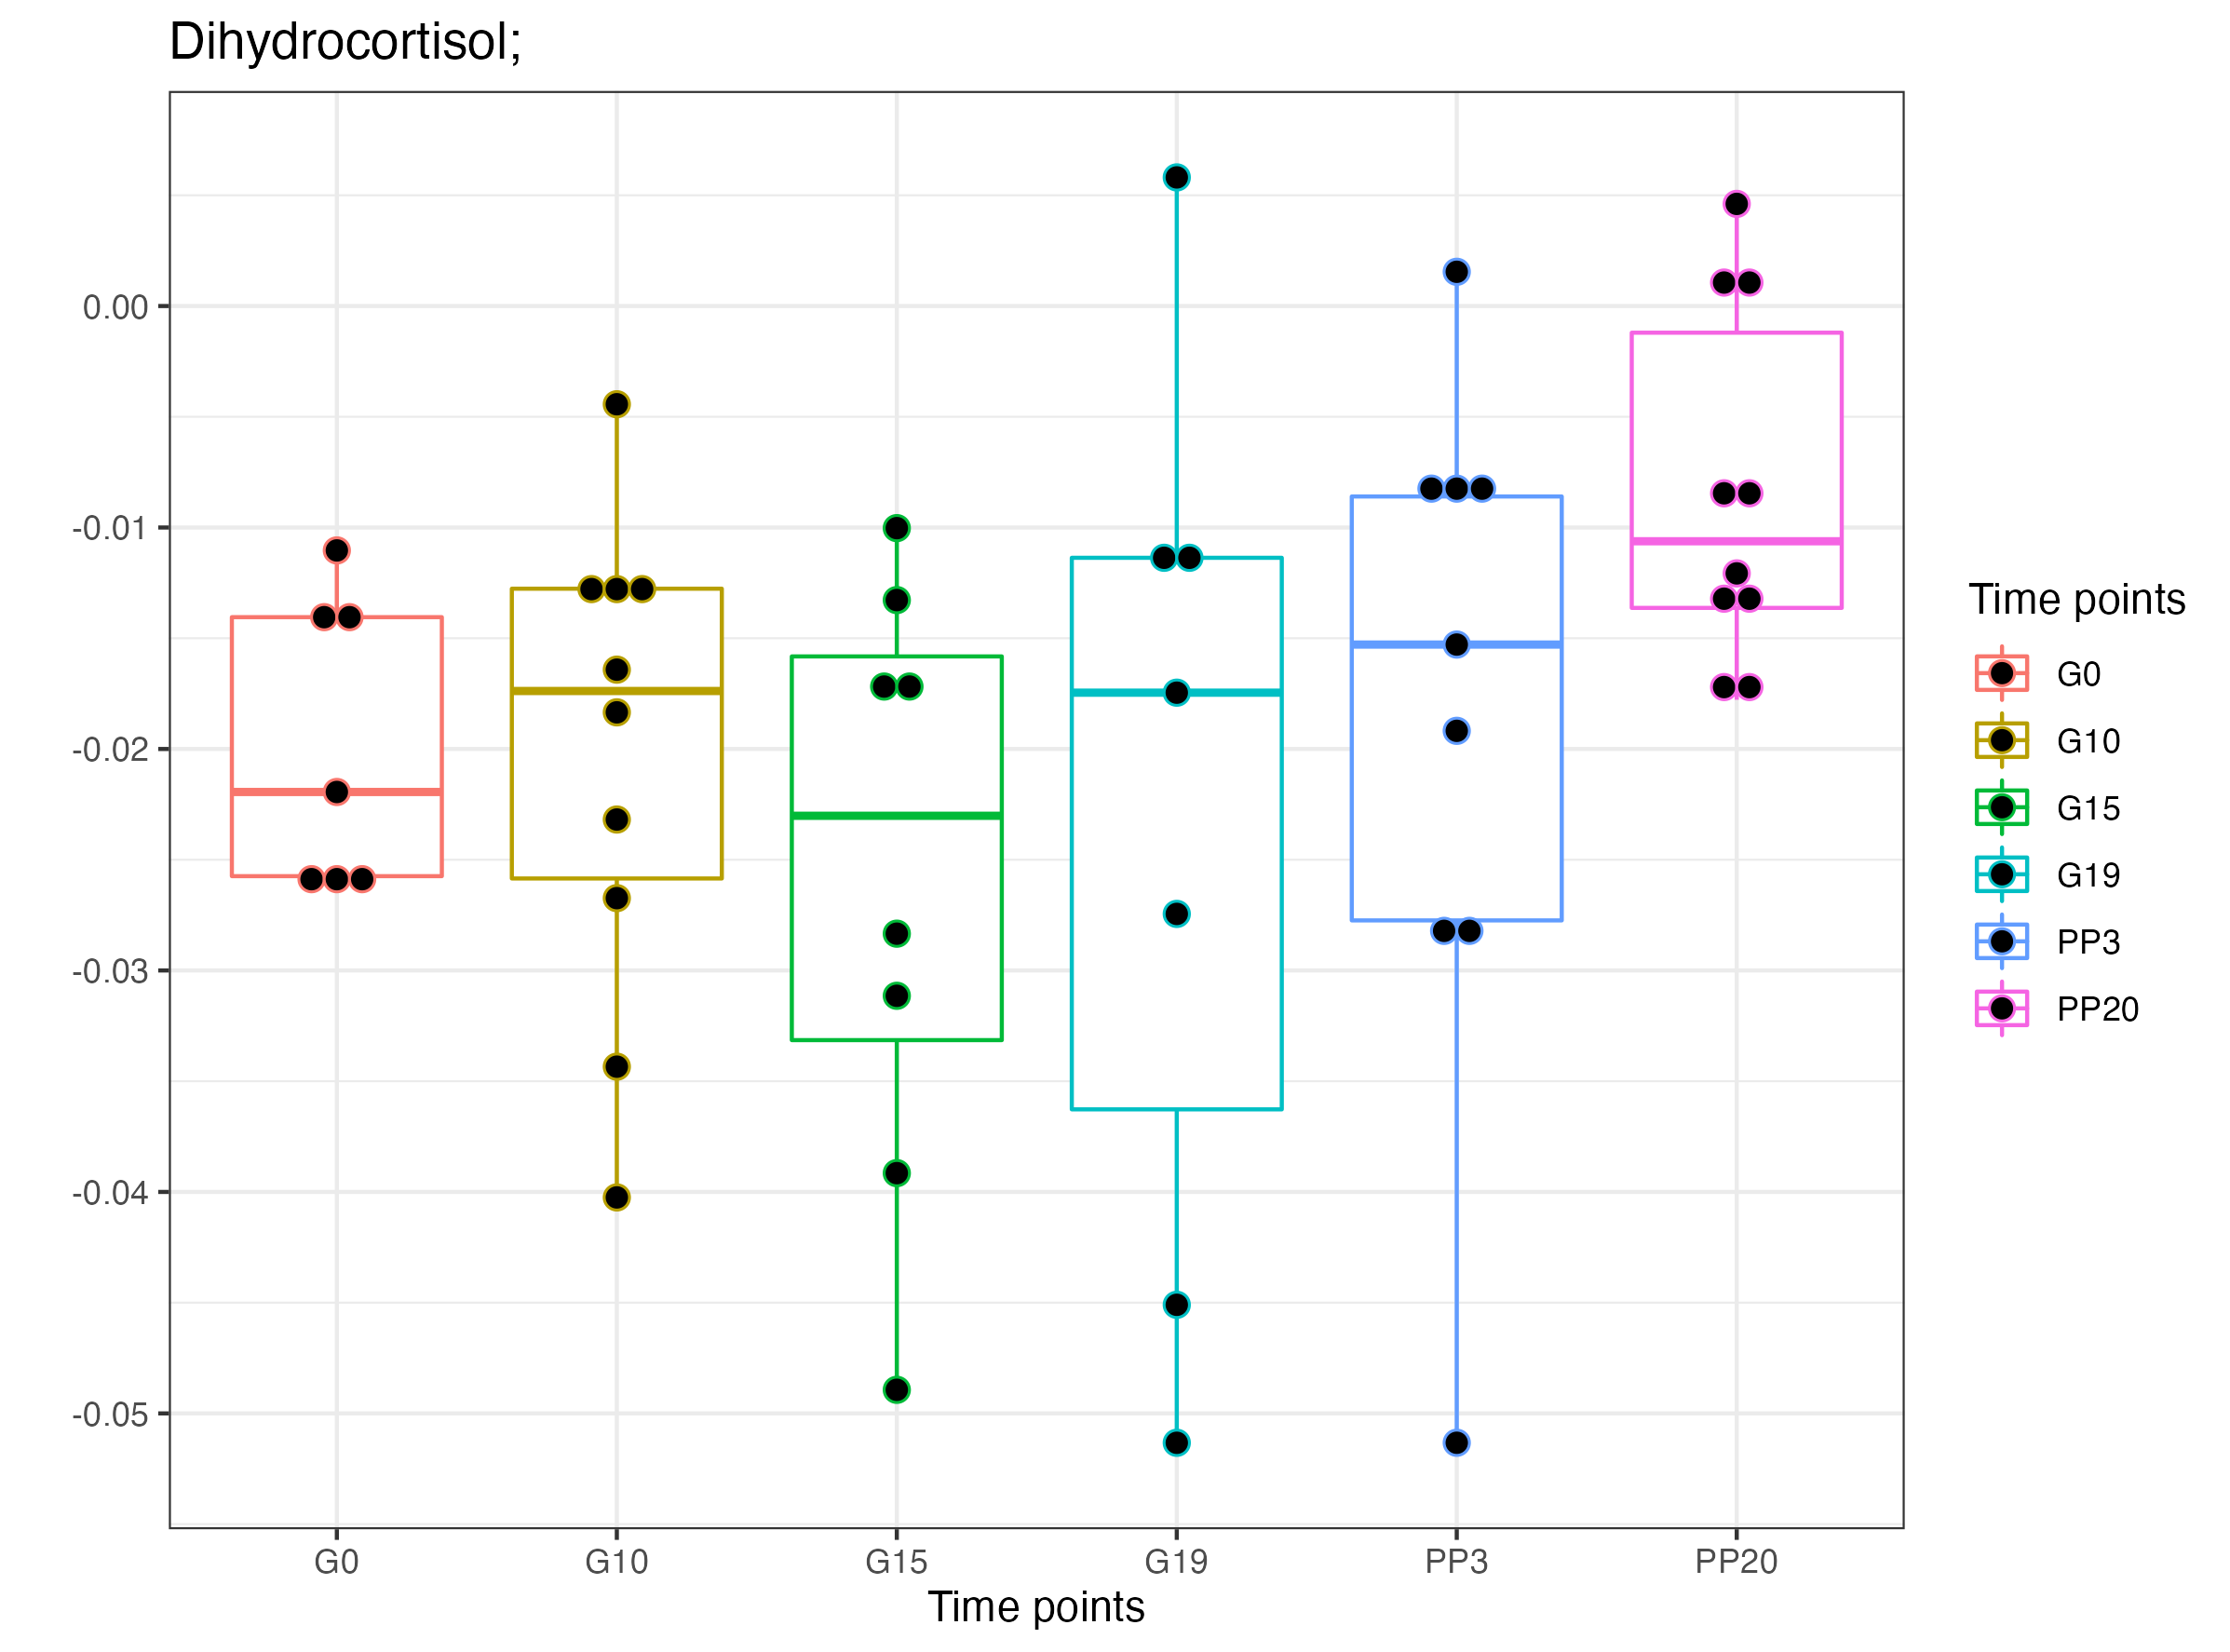 Dihydrocortisol;
0.00
-0.01
-0.02
-0.03
-0.04
-0.05
G0 G10 G15 G19 PP3 PP20
Time points
Time points
G0
G10
G15
G19
PP3
PP20